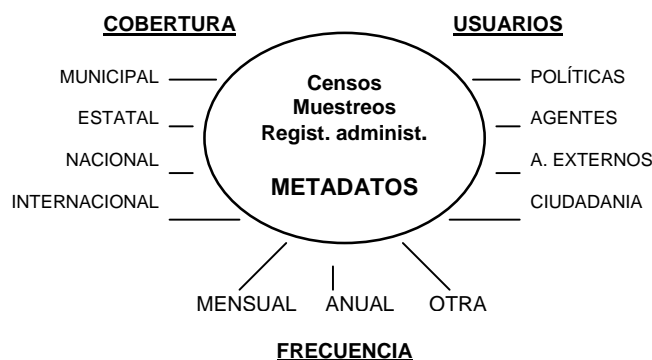 COBERTURA
USUARIOS
MUNICIPAL
ESTATAL
NACIONAL
INTERNACIONAL
Censos
Muestreos
Regist. administ.
METADATOS
POLÍTICAS
AGENTES
A. EXTERNOS
CIUDADANIA
MENSUAL
ANUAL
OTRA
FRECUENCIA